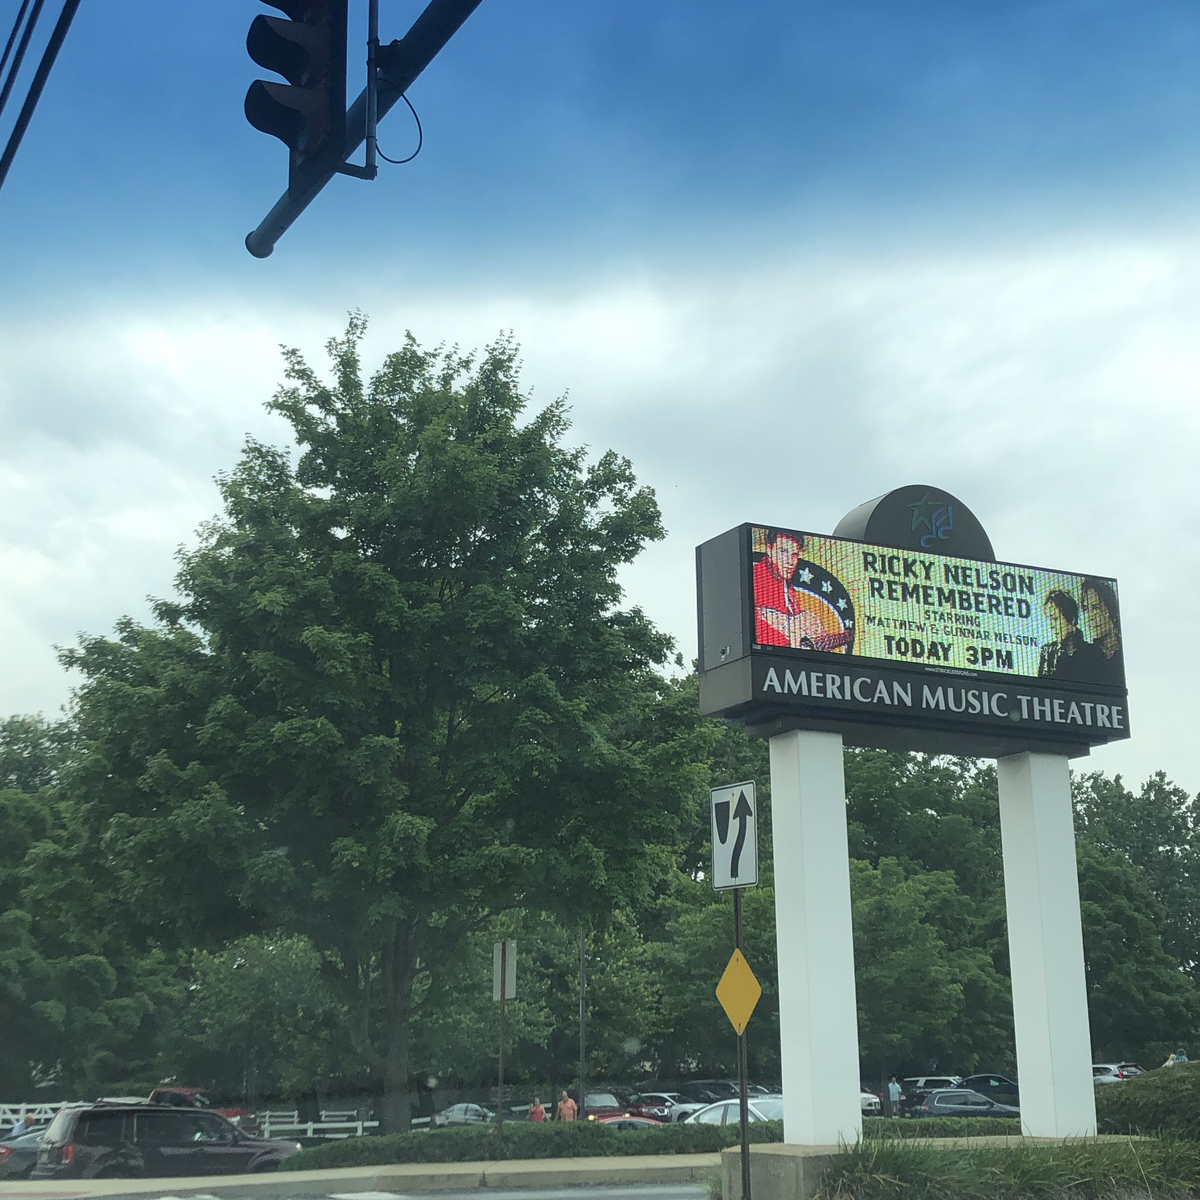 RICKY NELSON
REMEMBERED
STARRING
MATTHEW & GUNNAR NELSON
TODAY 3PM
AMERICAN MUSIC THEATRE